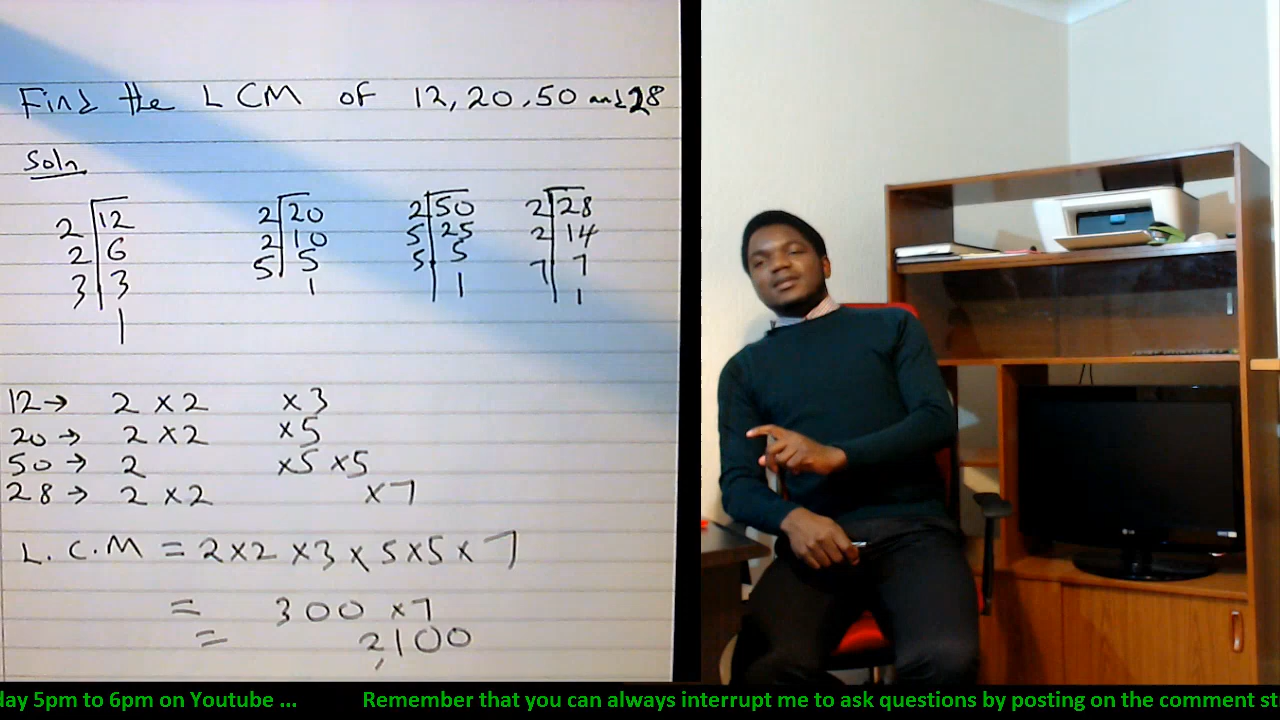 Find the LCM of 12, 20, 50 and 28
Soln
2 12
2 6
3 3
1
2 20
2 10
5 5
1
2 50
5 25
5 5
1
2 28
2 14
7 7
1
12 → 2 × 2 × 3
20 → 2 × 2 × 5
50 → 2 × 5 × 5
28 → 2 × 2 × 7
L.C.M = 2 × 2 × 3 × 5 × 5 × 7
= 300 × 7
= 2,100
LG
day 5pm to 6pm on Youtube ... Remember that you can always interrupt me to ask questions by posting on the comment st